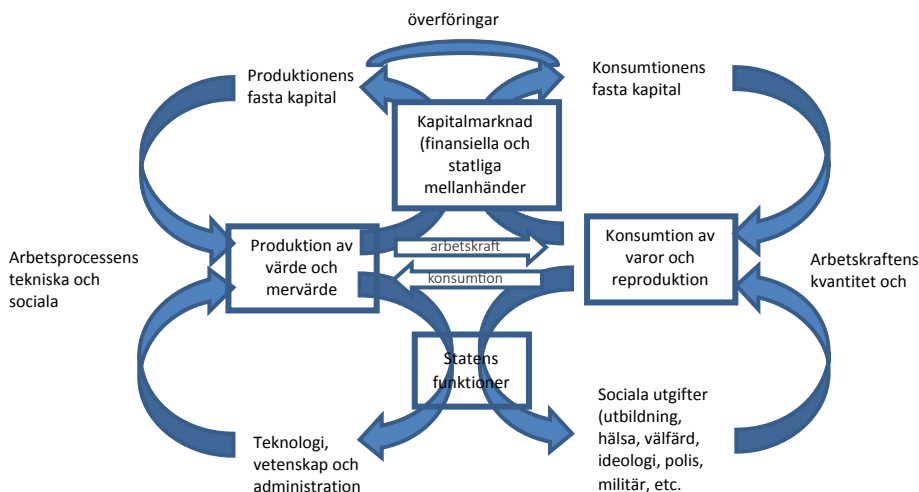 överföringar
Produktionens
fasta kapital
Konsumtionens
fasta kapital
Kapitalmarknad
(finansiella och
statliga
mellanhänder
Arbetsprocessens
tekniska och
sociala
Produktion av
värde och
mervärde
arbetskraft
konsumtion
Konsumtion av
varor och
reproduktion
Arbetskraftens
kvantitet och
Statens
funktioner
Teknologi,
vetenskap och
administration
Sociala utgifter
(utbildning,
hälsa, välfärd,
ideologi, polis,
militär, etc.